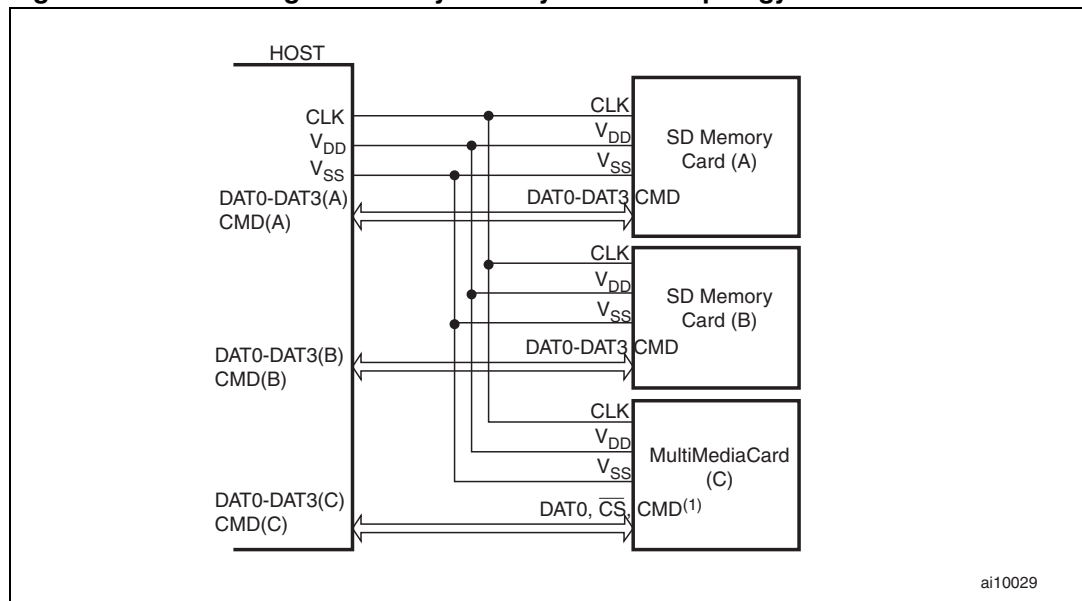 HOST
CLK
VDD
VSS
DAT0-DAT3(A)
CMD(A)
DAT0-DAT3(B)
CMD(B)
DAT0-DAT3(C)
CMD(C)
CLK
VDD
VSS
DAT0-DAT3 CMD
SD Memory
Card (A)
CLK
VDD
VSS
DAT0-DAT3 CMD
SD Memory
Card (B)
CLK
VDD
VSS
DAT0, C̅S̅, CMD(1)
MultiMediaCard
(C)
ai10029